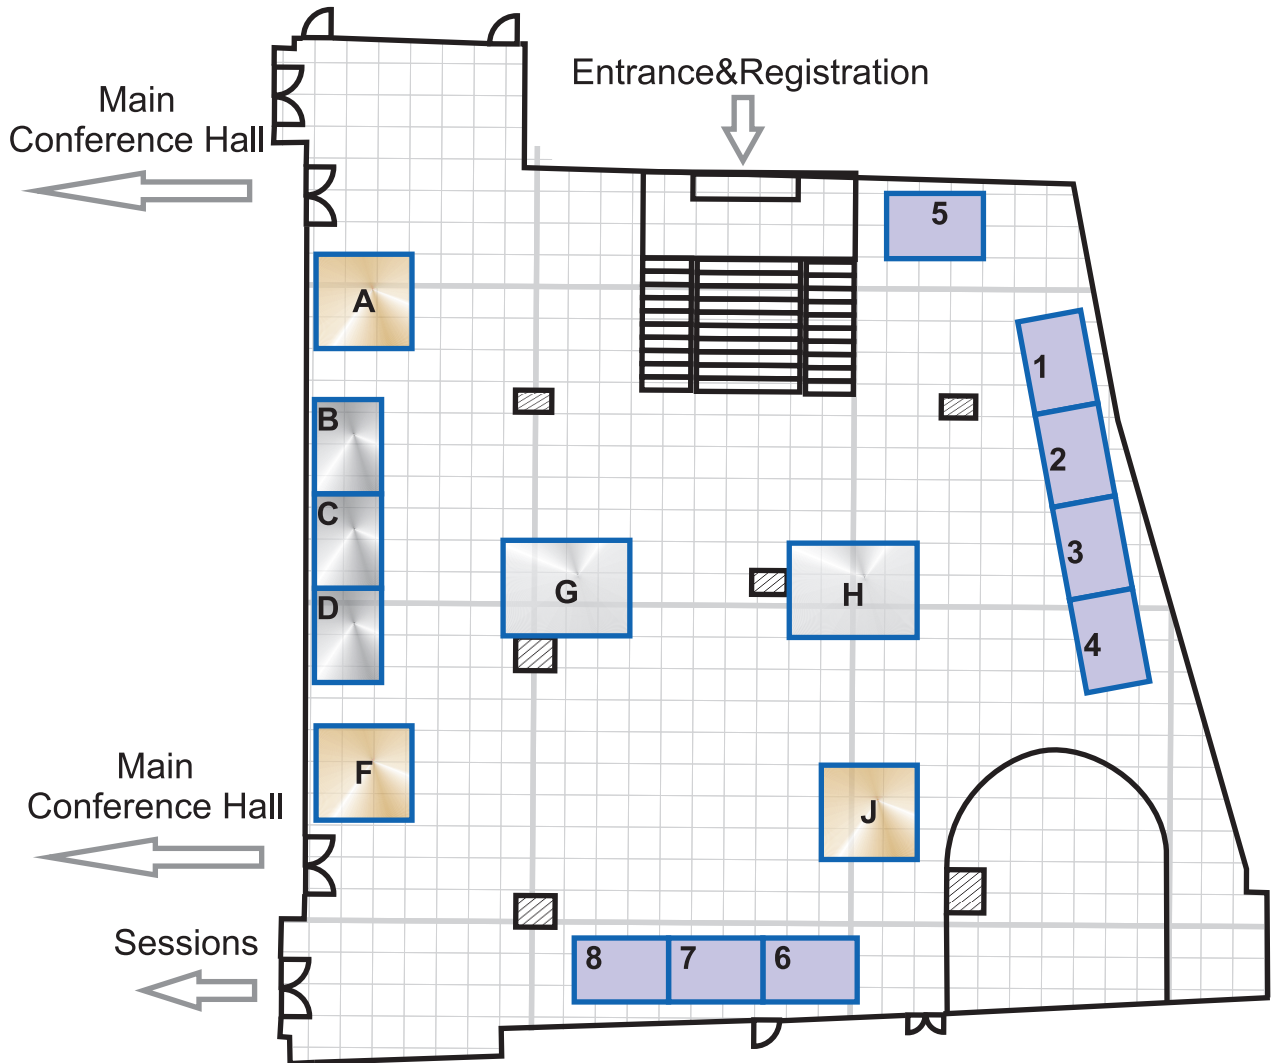 Entrance&Registration
Main
Conference Hall
5
A
1
B
2
C
3
G
H
D
4
Main
Conference Hall
F
J
Sessions
8
7
6